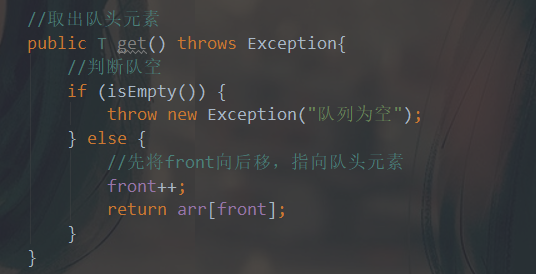 //取出队头元素
public T get() throws Exception{
//判断队空
if (isEmpty()) {
throw new Exception("队列为空");
} else {
//先将front向后移，指向队头元素
front++;
return arr[front];
}
}